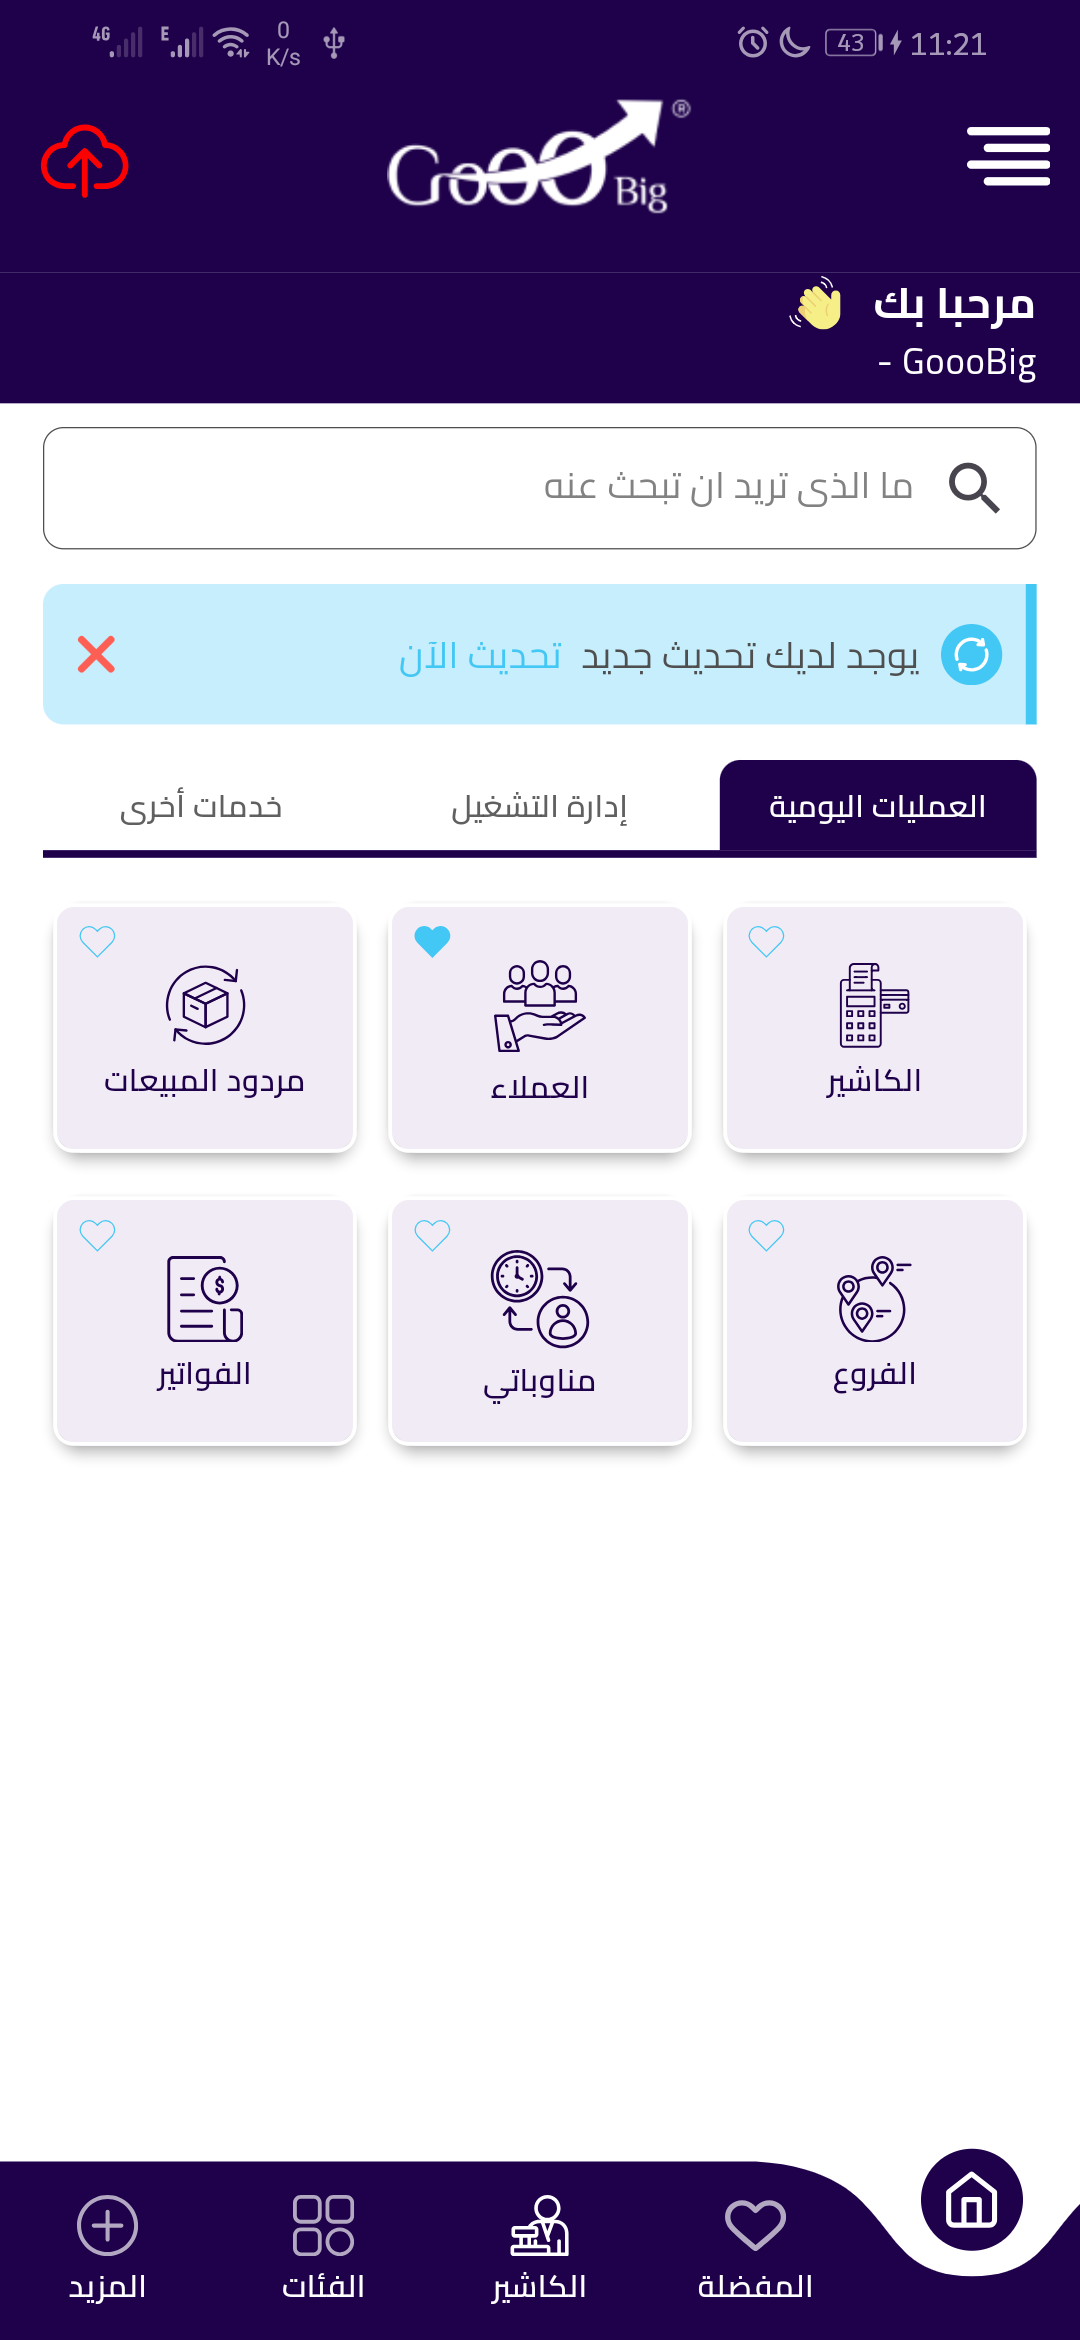 4G E 0 K/s 43 11:21
GoooBig®
مرحبا بك
GoooBig -
ما الذى تريد ان تبحث عنه
يوجد لديك تحديث جديد تحديث الآن
العمليات اليومية
إدارة التشغيل
خدمات أخرى
الكاشير
العملاء
مردود المبيعات
الفروع
مناوباتي
الفواتير
المفضلة
الكاشير
الفئات
المزيد